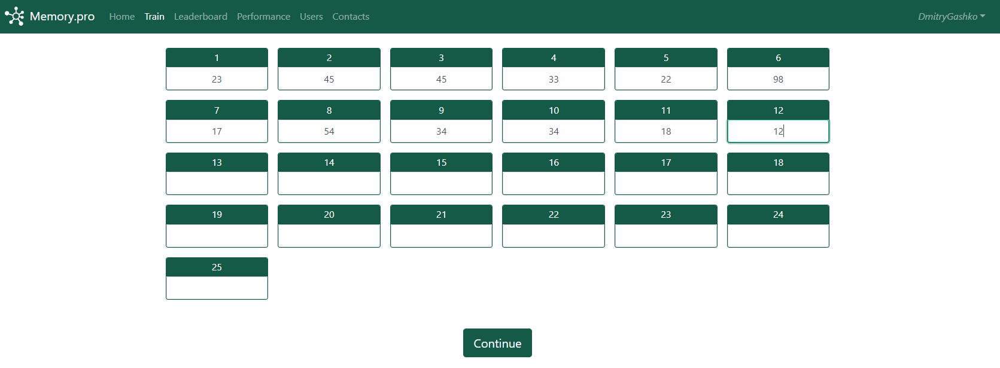 Memory.pro Home Train Leaderboard Performance Users Contacts DmitryGashko
1 2 3 4 5 6
23 45 45 33 22 98
7 8 9 10 11 12
17 54 34 34 18 12
13 14 15 16 17 18
19 20 21 22 23 24
25
Continue